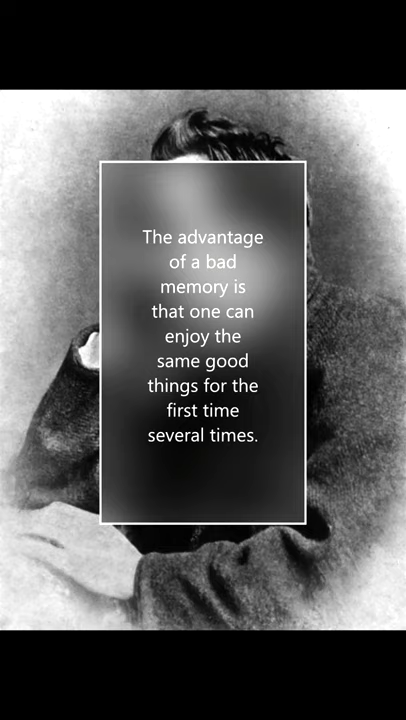 The advantage
of a bad
memory is
that one can
enjoy the
same good
things for the
first time
several times.